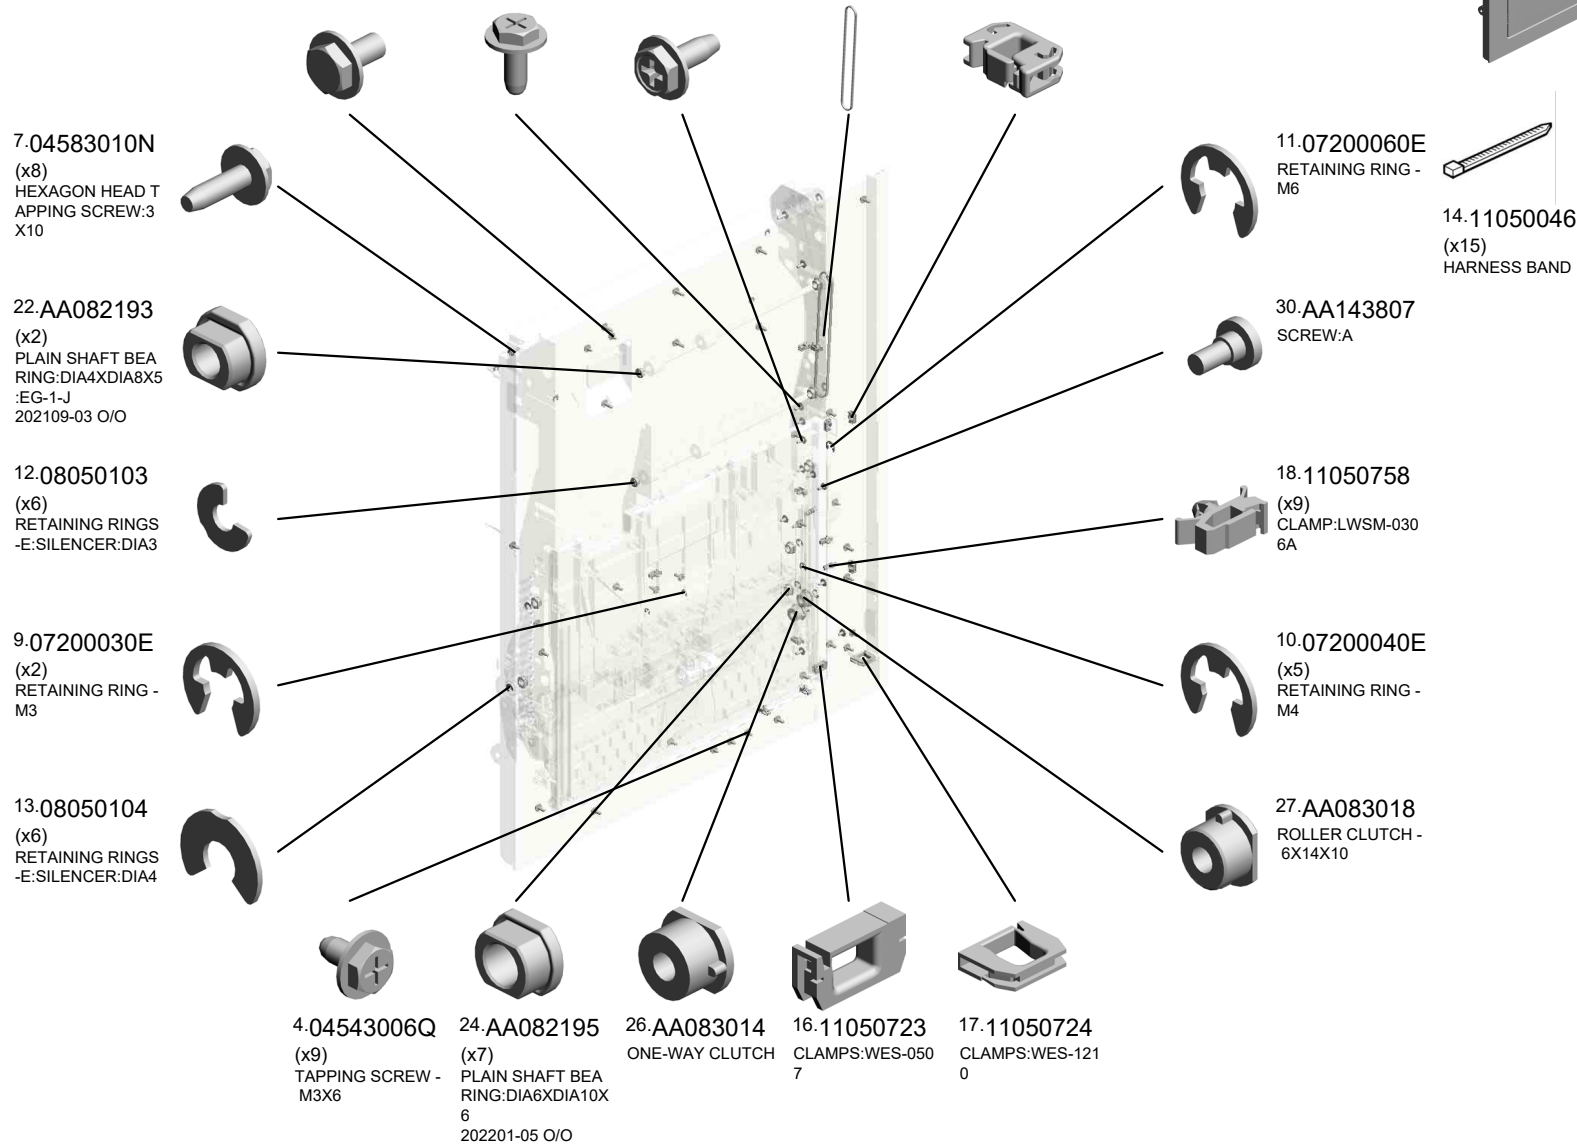 7.04583010N
(x8)
HEXAGON HEAD T
APPING SCREW:3
X10
22.AA082193
(x2)
PLAIN SHAFT BEA
RING:DIA4XDIA8X5
:EG-1-J
202109-03 O/O
12.08050103
(x6)
RETAINING RINGS
-E:SILENCER:DIA3
9.07200030E
(x2)
RETAINING RING -
M3
13.08050104
(x6)
RETAINING RINGS
-E:SILENCER:DIA4
11.07200060E
RETAINING RING -
M6
14.11050046
(x15)
HARNESS BAND
30.AA143807
SCREW:A
18.11050758
(x9)
CLAMP:LWSM-030
6A
10.07200040E
(x5)
RETAINING RING -
M4
27.AA083018
ROLLER CLUTCH -
6X14X10
4.04543006Q
(x9)
TAPPING SCREW -
M3X6
24.AA082195
(x7)
PLAIN SHAFT BEA
RING:DIA6XDIA10X
6
202201-05 O/O
26.AA083014
ONE-WAY CLUTCH
16.11050723
CLAMPS:WES-050
7
17.11050724
CLAMPS:WES-121
0